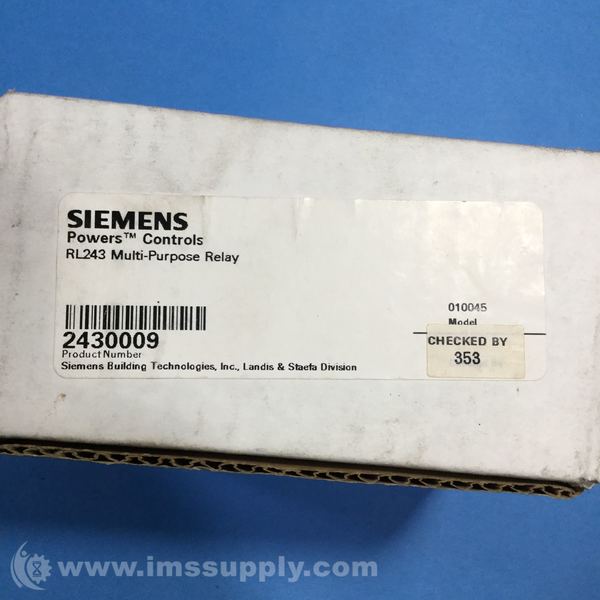 SIEMENS
Powers™ Controls
RL243 Multi-Purpose Relay
010045
Model
2430009
Product Number
CHECKED BY
353
Siemens Building Technologies, Inc., Landis & Staefa Division
www.imssupply.com